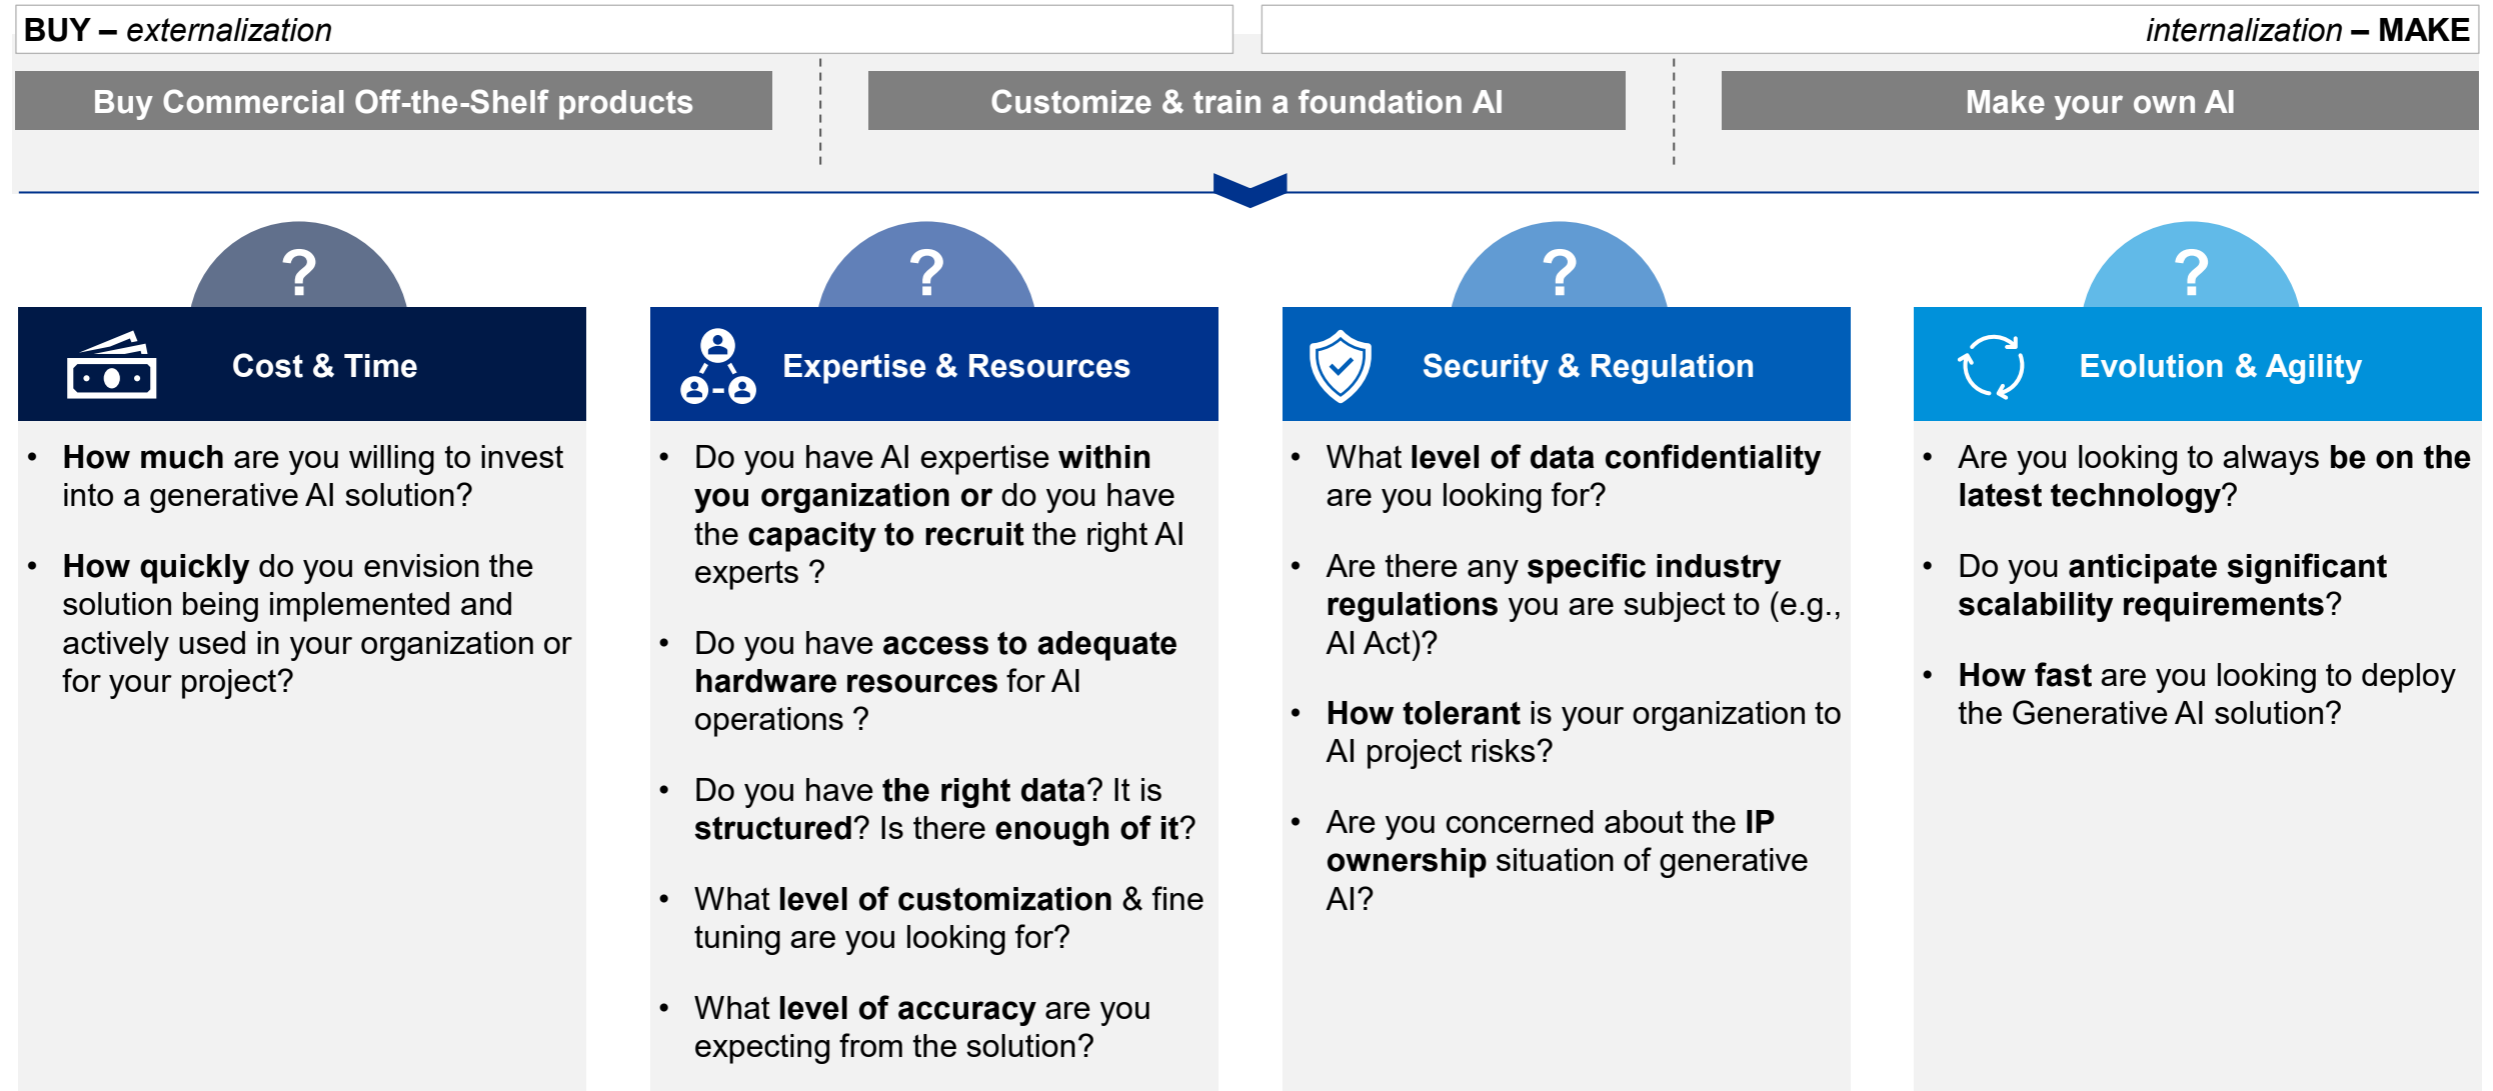 BUY – externalization
internalization – MAKE
Buy Commercial Off-the-Shelf products
Customize & train a foundation AI
Make your own AI
?
Cost & Time
• How much are you willing to invest
into a generative AI solution?
• How quickly do you envision the
solution being implemented and
actively used in your organization or
for your project?
?
Expertise & Resources
• Do you have AI expertise within
you organization or do you have
the capacity to recruit the right AI
experts ?
• Do you have access to adequate
hardware resources for AI
operations ?
• Do you have the right data? It is
structured? Is there enough of it?
• What level of customization & fine
tuning are you looking for?
• What level of accuracy are you
expecting from the solution?
?
Security & Regulation
• What level of data confidentiality
are you looking for?
• Are there any specific industry
regulations you are subject to (e.g.,
AI Act)?
• How tolerant is your organization to
AI project risks?
• Are you concerned about the IP
ownership situation of generative
AI?
?
Evolution & Agility
• Are you looking to always be on the
latest technology?
• Do you anticipate significant
scalability requirements?
• How fast are you looking to deploy
the Generative AI solution?